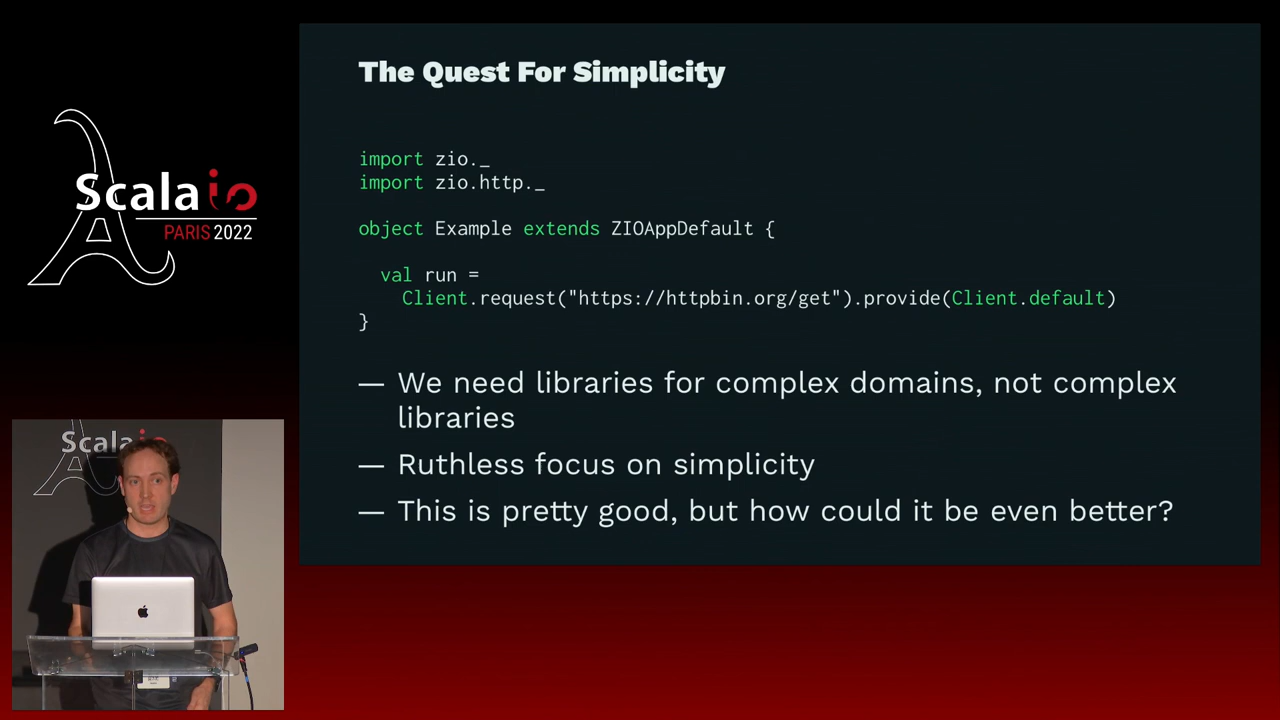 Scalaio
PARIS 2022
The Quest For Simplicity
import zio._
import zio.http._
object Example extends ZIOAppDefault {
val run =
Client.request("https://httpbin.org/get").provide(Client.default)
}
— We need libraries for complex domains, not complex
libraries
— Ruthless focus on simplicity
— This is pretty good, but how could it be even better?
Scalaio